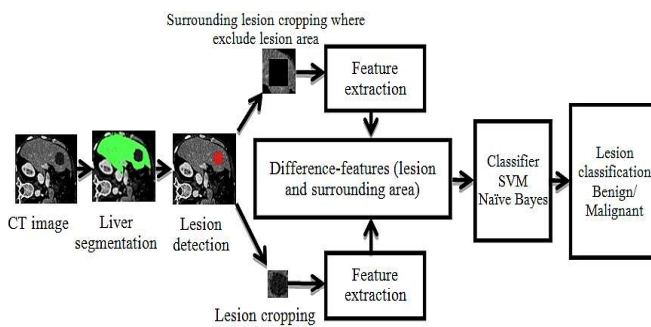 Surrounding lesion cropping where
exclude lesion area
Feature
extraction
CT image
Liver
segmentation
Lesion
detection
Difference-features (lesion
and surrounding area)
Classifier
SVM
Naïve Bayes
Lesion
classification
Benign/
Malignant
Lesion cropping
Feature
extraction